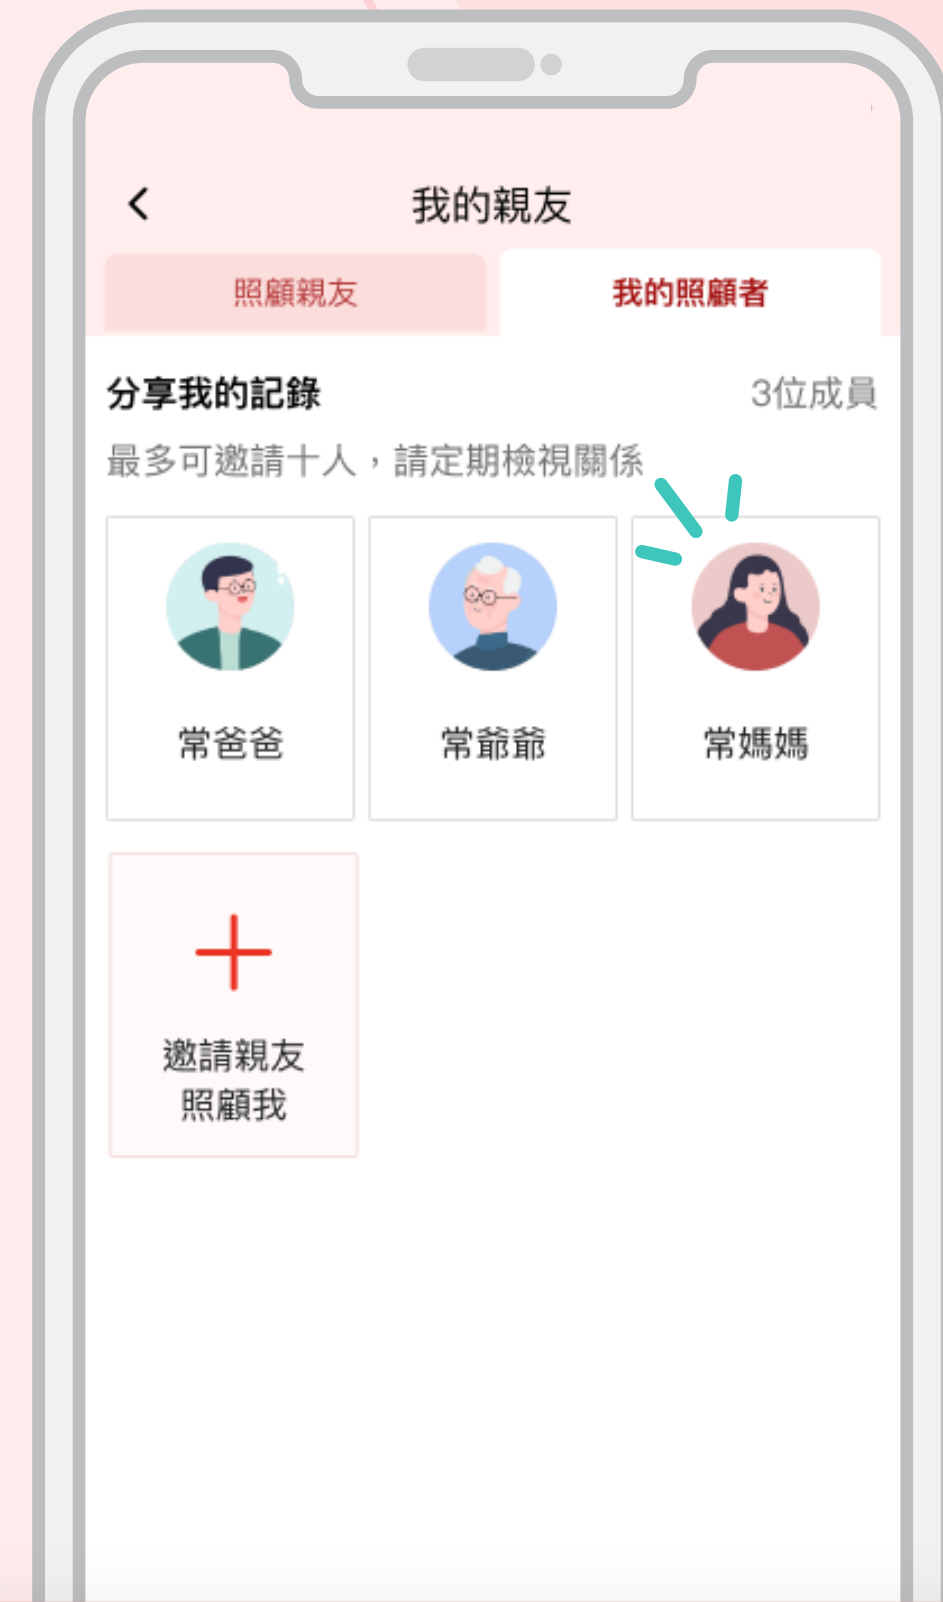 我的親友
照顧親友
我的照顧者
分享我的記錄
3位成員
最多可邀請十人，請定期檢視關係
常爸爸
常爺爺
常媽媽
邀請親友
照顧我